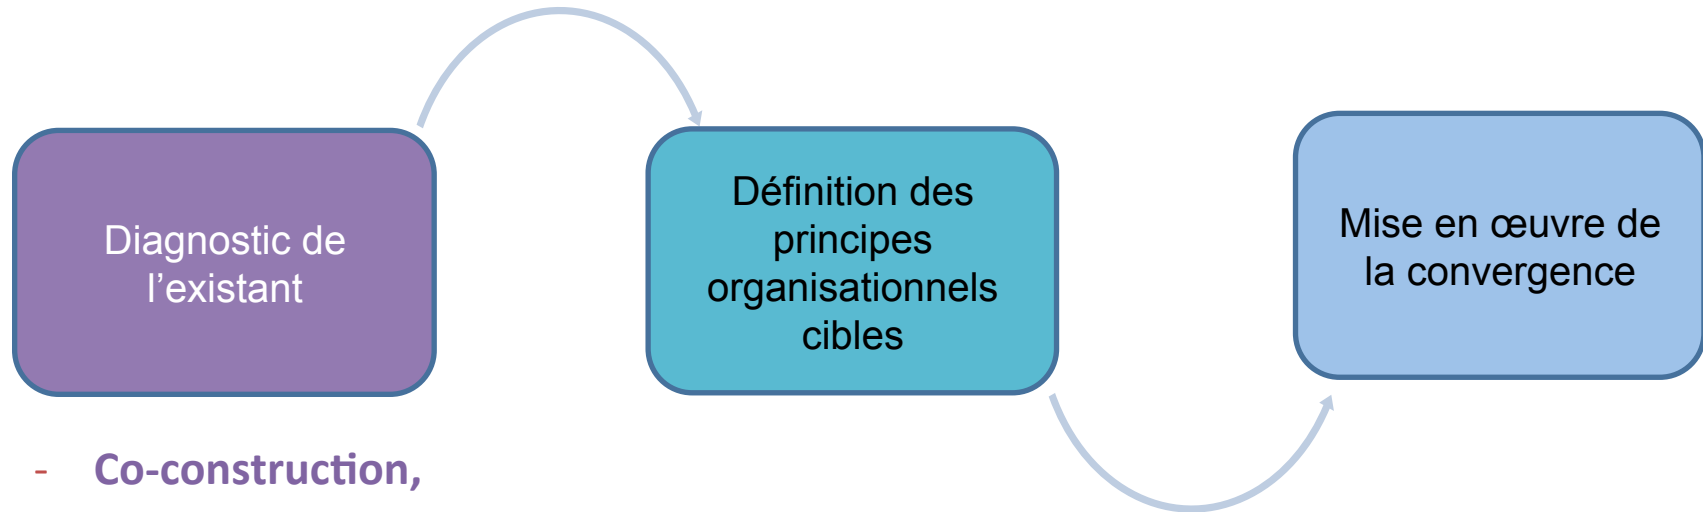 Diagnostic de
l’existant
Définition des
principes
organisationnels
cibles
Mise en œuvre de
la convergence
- Co-construction,